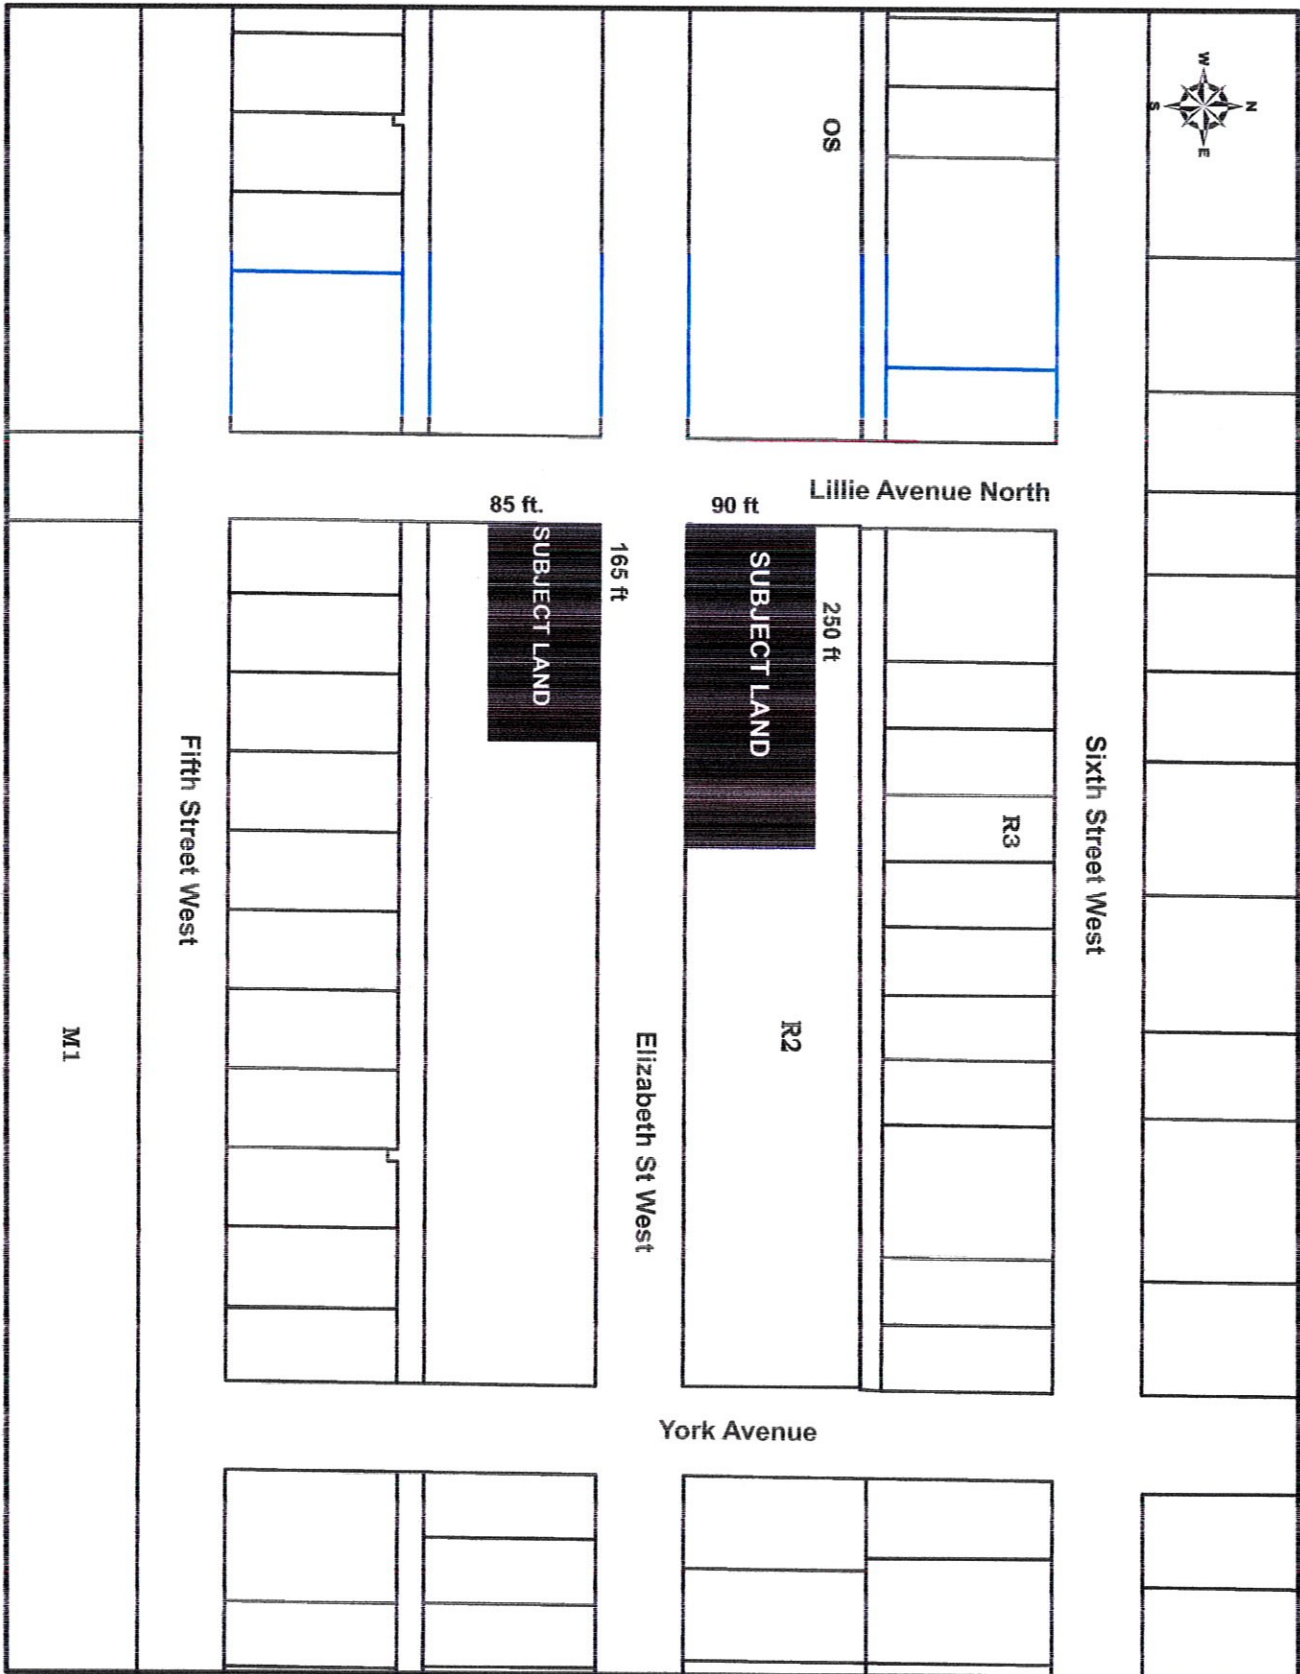 W
N
S
E
OS
Lillie Avenue North
85 ft.
90 ft
165 ft
250 ft
SUBJECT LAND
SUBJECT LAND
Fifth Street West
Sixth Street West
R3
R2
M1
Elizabeth St West
York Avenue